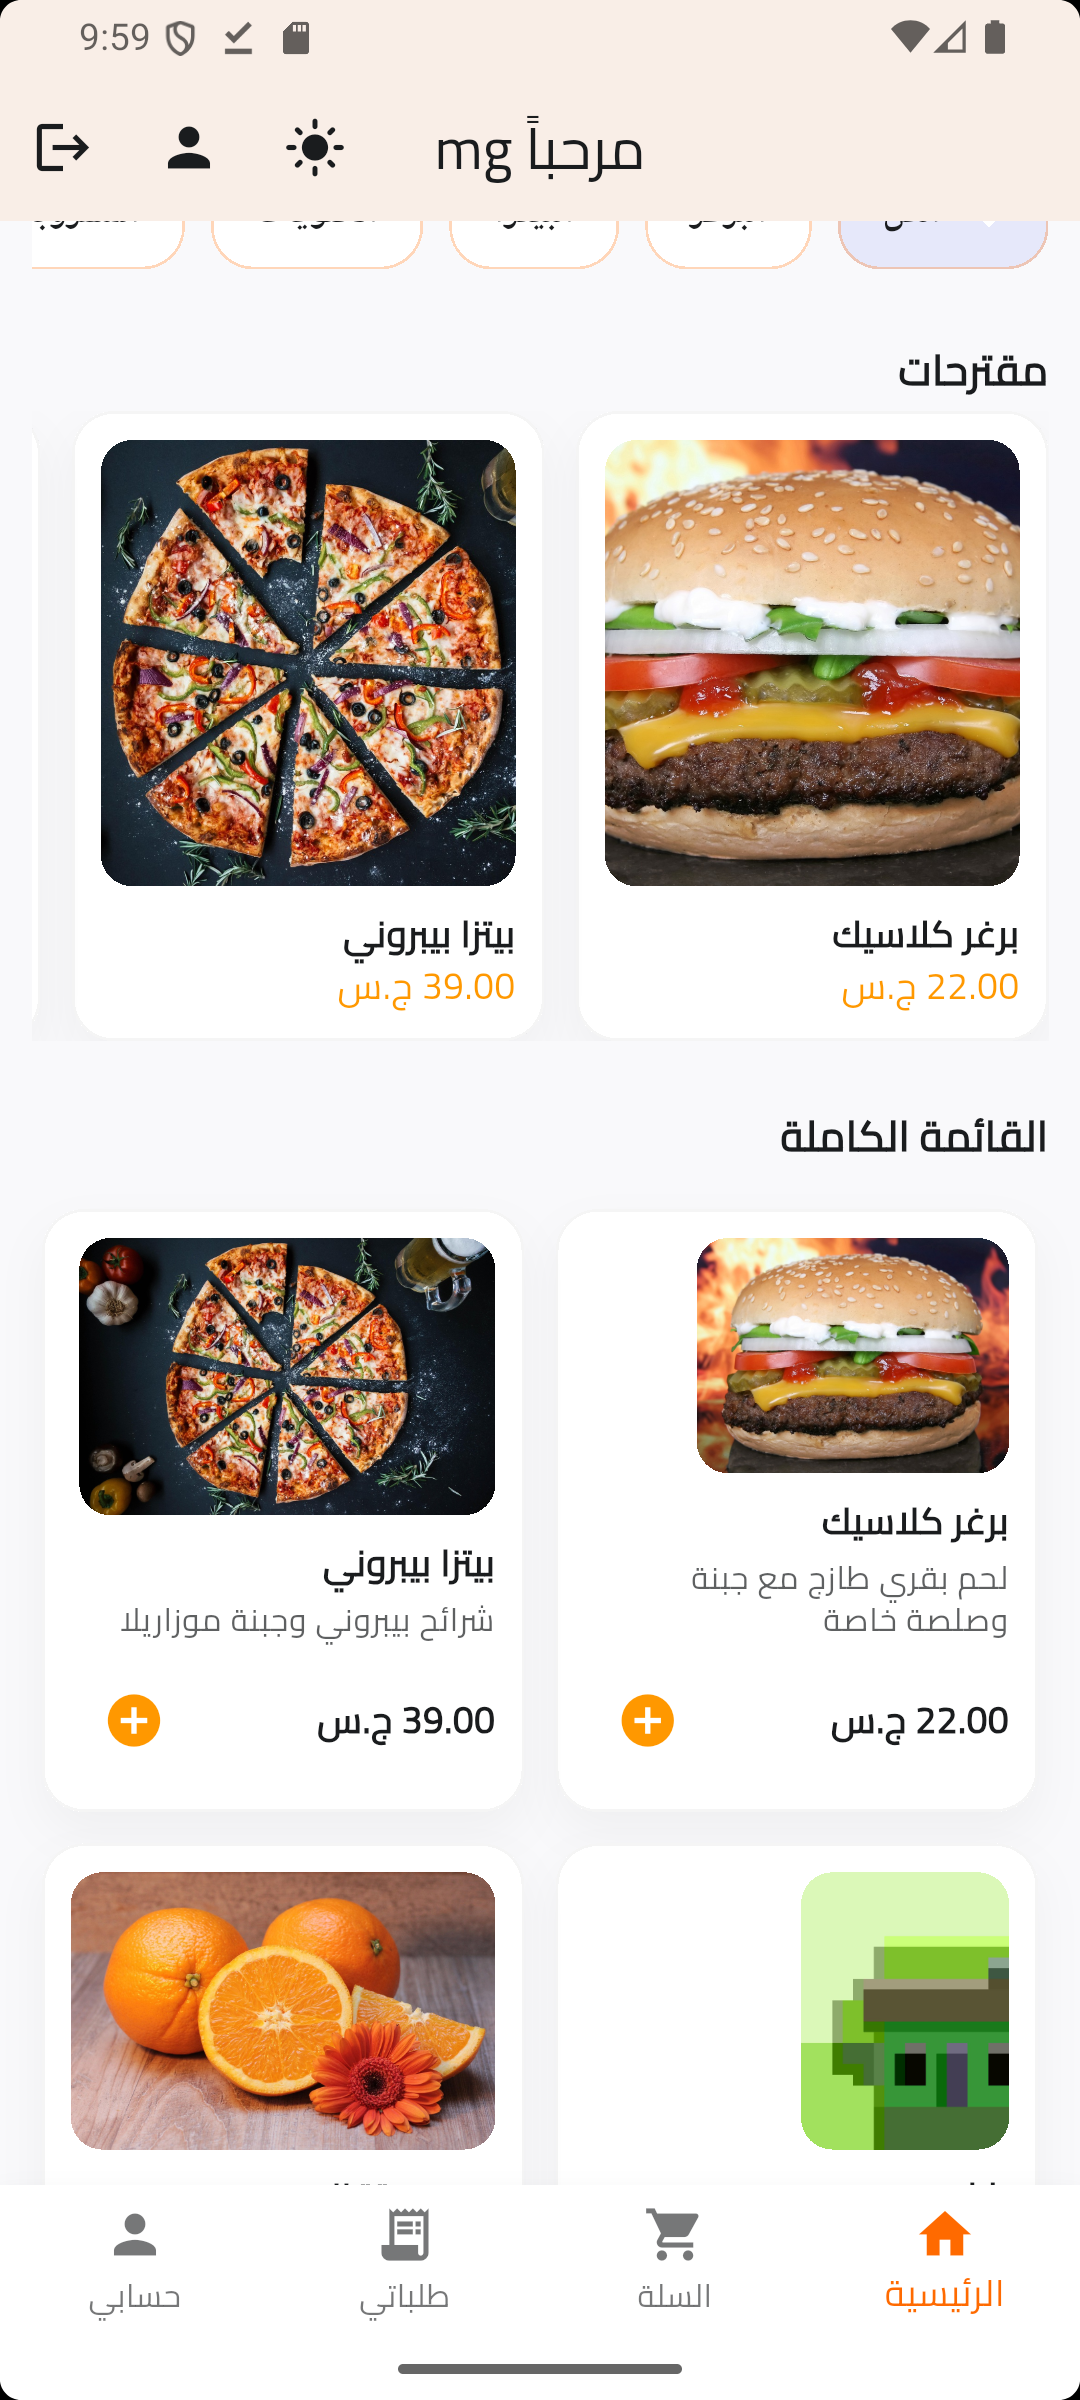 9:59
مرحباً mg
مقترحات
برغر كلاسيك
22.00 ج.س
بيتزا بيبروني
39.00 ج.س
القائمة الكاملة
برغر كلاسيك
لحم بقري طازج مع جبنة
وصلصة خاصة
22.00 ج.س
بيتزا بيبروني
شرائح بيبروني وجبنة موزاريلا
39.00 ج.س
الرئيسية
السلة
طلباتي
حسابي